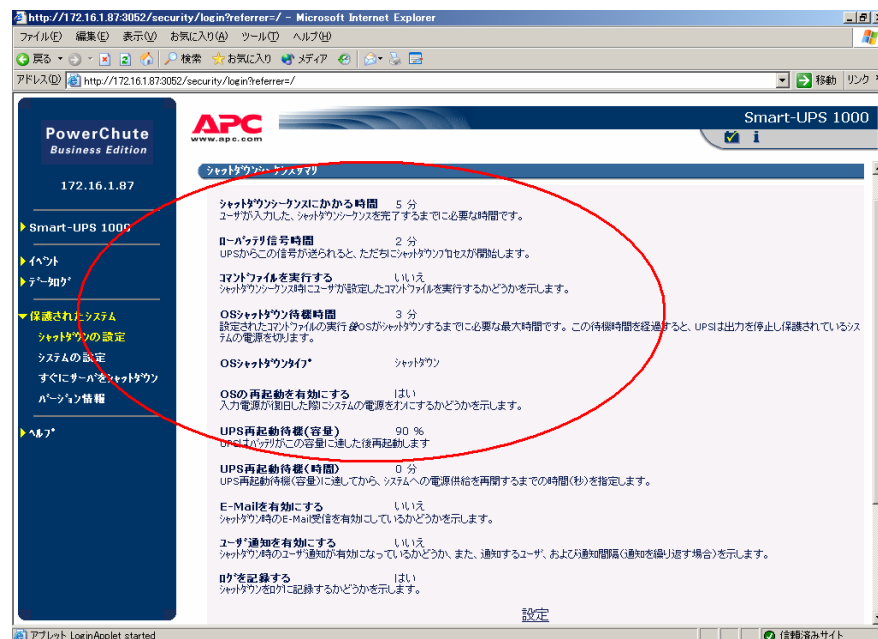 http://172.16.1.87:3052/security/login?referrer=/ - Microsoft Internet Explorer
ファイル(F) 編集(E) 表示(V) お気に入り(A) ツール(T) ヘルプ(H)
戻る 検索 お気に入り メディア
アドレス(D) http://172.16.1.87:3052/security/login?referrer=/ 移動 リンク
PowerChute
Business Edition
172.16.1.87
Smart-UPS 1000
ｲﾍﾞﾝﾄ
ﾃﾞｰﾀﾛｸﾞ
保護されたシステム
ｼｬｯﾄﾀﾞｳﾝの設定
システムの設定
すぐにｻｰﾊﾞをｼｬｯﾄﾀﾞｳﾝ
ﾊﾞｰｼﾞｮﾝ情報
ﾍﾙﾌﾟ
APC
www.apc.com
Smart-UPS 1000
ｼｬｯﾄﾀﾞｳﾝｼｰｹﾝｽｻﾏﾘ
ｼｬｯﾄﾀﾞｳﾝｼｰｹﾝｽにかかる時間 5 分
ﾕｰｻﾞが入力した、ｼｬｯﾄﾀﾞｳﾝｼｰｹﾝｽを完了するまでに必要な時間です。
ﾛｰﾊﾞｯﾃﾘ信号時間 2 分
UPSからこの信号が送られると、ただちにｼｬｯﾄﾀﾞｳﾝﾌﾟﾛｾｽが開始します。
ｺﾏﾝﾄﾞﾌｧｲﾙを実行する いいえ
ｼｬｯﾄﾀﾞｳﾝｼｰｹﾝｽ時にﾕｰｻﾞが設定したｺﾏﾝﾄﾞﾌｧｲﾙを実行するかどうかを示します。
OSｼｬｯﾄﾀﾞｳﾝ待機時間 3 分
設定されたｺﾏﾝﾄﾞﾌｧｲﾙの実行後OSがｼｬｯﾄﾀﾞｳﾝするまでに必要な最大時間です。この待機時間を経過すると、UPSは出力を停止し保護されているｼｽ
ﾃﾑの電源を切ります。
OSｼｬｯﾄﾀﾞｳﾝﾀｲﾌﾟ ｼｬｯﾄﾀﾞｳﾝ
OSの再起動を有効にする はい
入力電源が復旧した際にｼｽﾃﾑの電源をｵﾝにするかどうかを示します。
UPS再起動待機(容量) 90 %
UPSはﾊﾞｯﾃﾘがこの容量に達した後再起動します
UPS再起動待機(時間) 0 分
UPS再起動待機(容量)に達してから、ｼｽﾃﾑへの電源供給を再開するまでの時間(秒)を指定します。
E-Mailを有効にする いいえ
ｼｬｯﾄﾀﾞｳﾝ時のE-Mail受信を有効にしているかどうかを示します。
ﾕｰｻﾞ通知を有効にする いいえ
ｼｬｯﾄﾀﾞｳﾝ時のﾕｰｻﾞ通知が有効になっているかどうか、また、通知するﾕｰｻﾞ、および通知間隔(通知を繰り返す場合)を示します。
ﾛｸﾞを記録する はい
ｼｬｯﾄﾀﾞｳﾝをﾛｸﾞに記録するかどうかを示します。
設定
アプレット LoginApplet started
信頼済みサイト